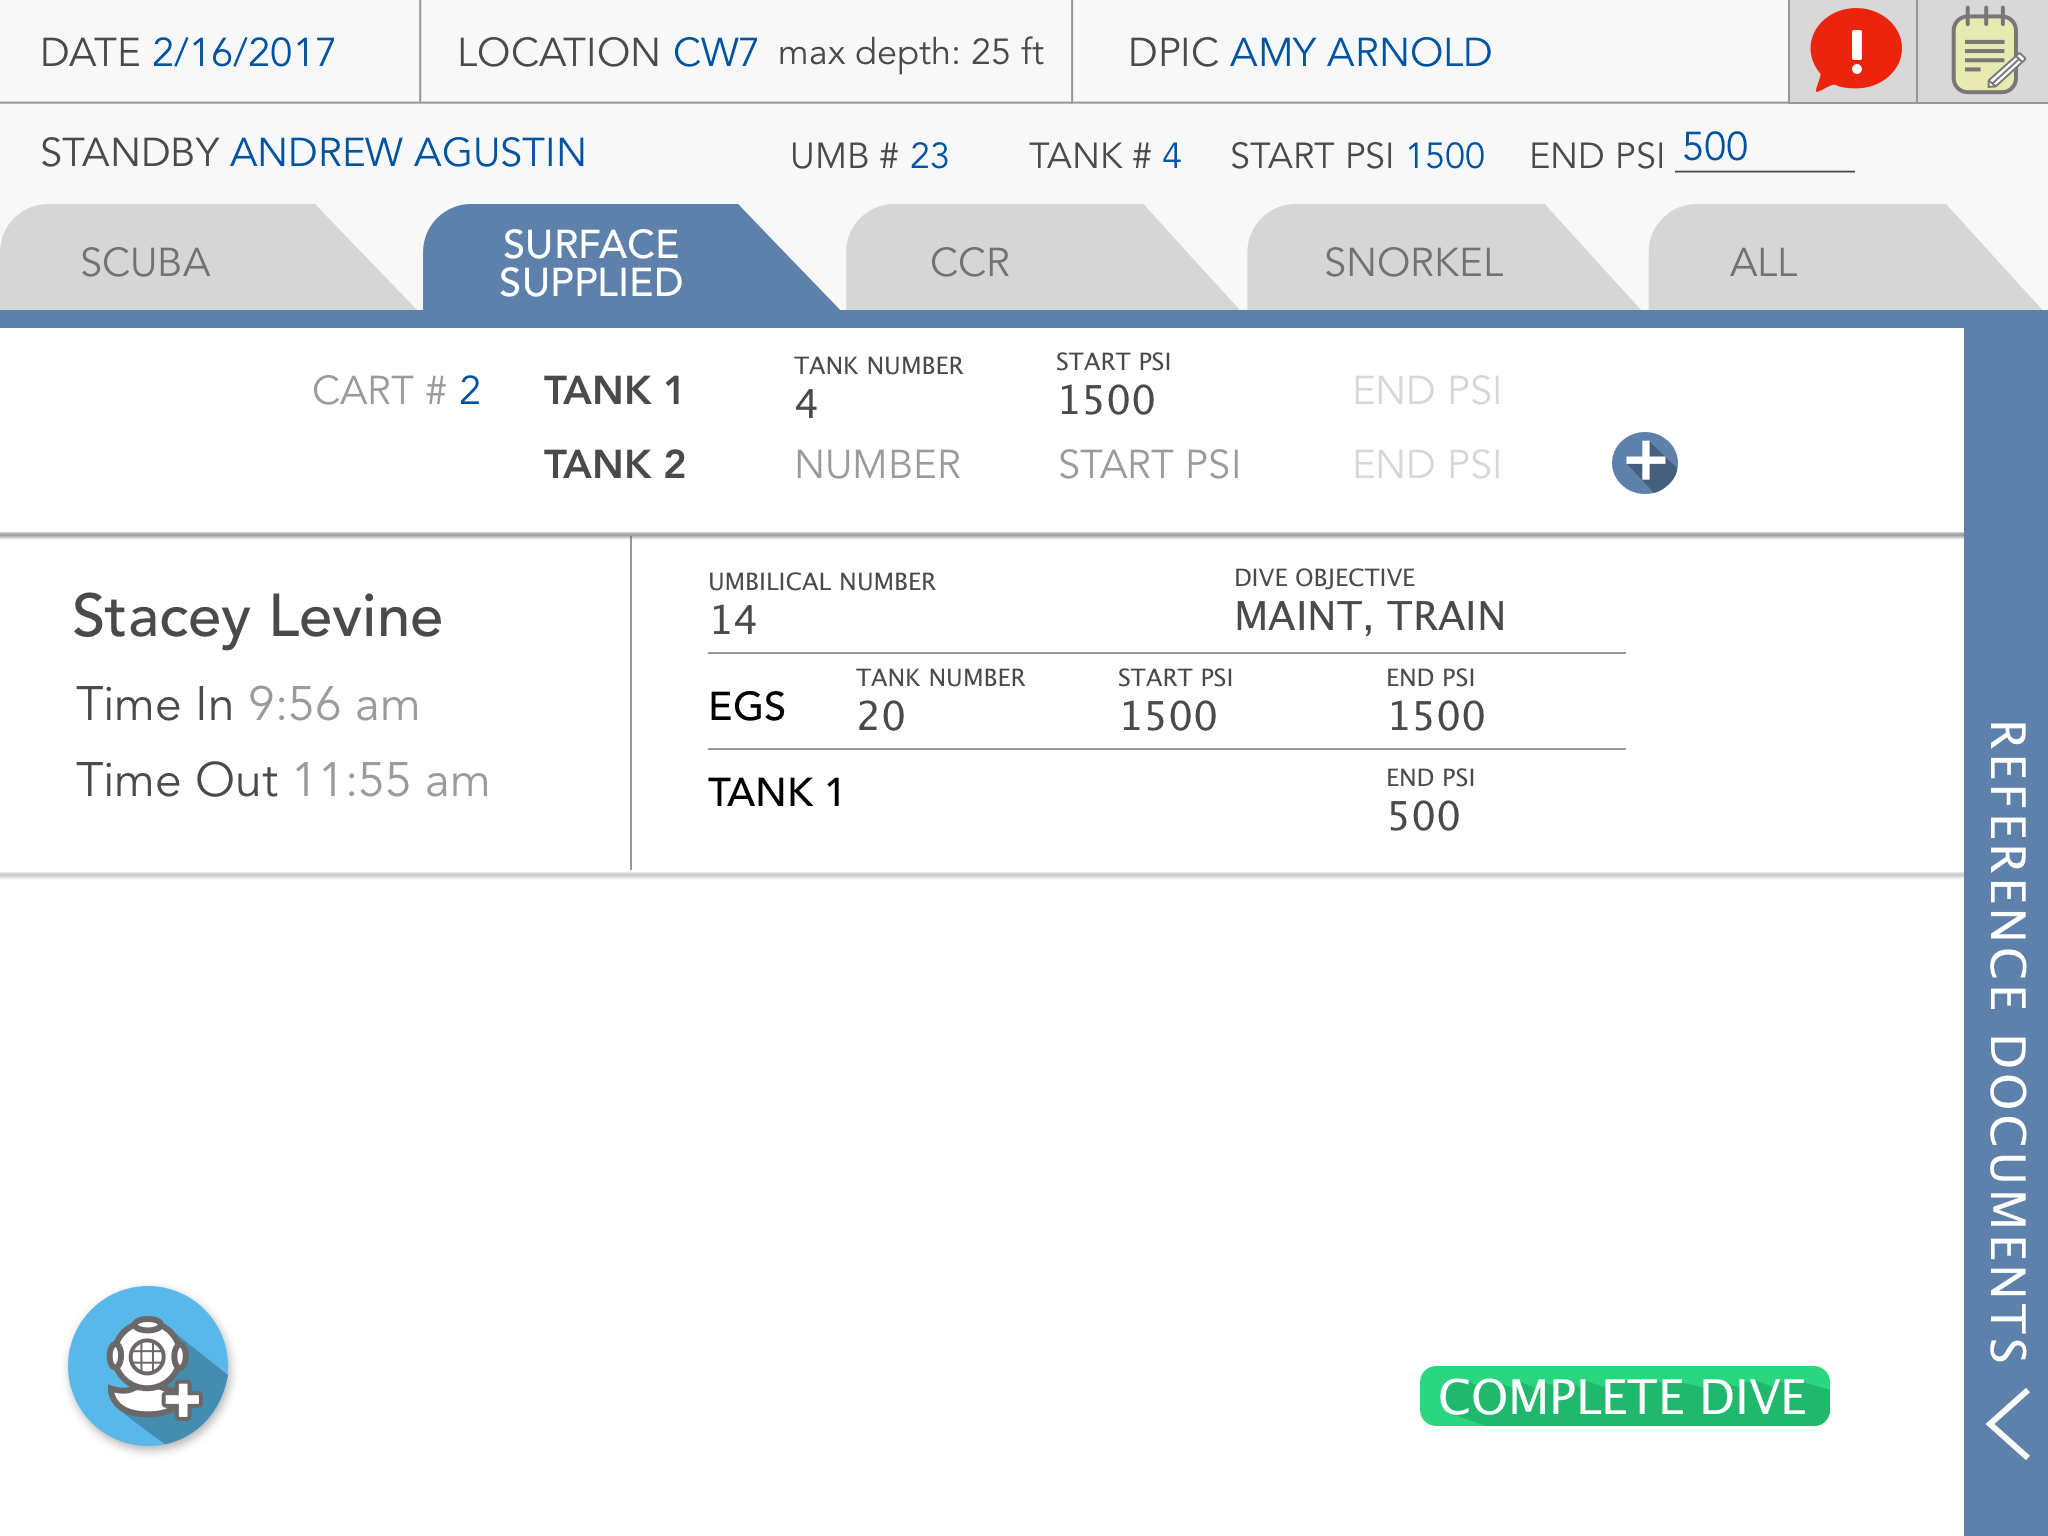 DATE 2/16/2017 LOCATION CW7 max depth: 25 ft DPIC AMY ARNOLD
STANDBY ANDREW AGUSTIN UMB # 23 TANK # 4 START PSI 1500 END PSI 500
SCUBA
SURFACE
SUPPLIED
CCR
SNORKEL
ALL
TANK NUMBER START PSI
CART # 2 TANK 1 4 1500 END PSI
TANK 2 NUMBER START PSI END PSI
Stacey Levine
Time In 9:56 am
Time Out 11:55 am
UMBILICAL NUMBER DIVE OBJECTIVE
14 MAINT, TRAIN
TANK NUMBER START PSI END PSI
EGS 20 1500 1500
END PSI
TANK 1 500
REFERENCE DOCUMENTS
COMPLETE DIVE